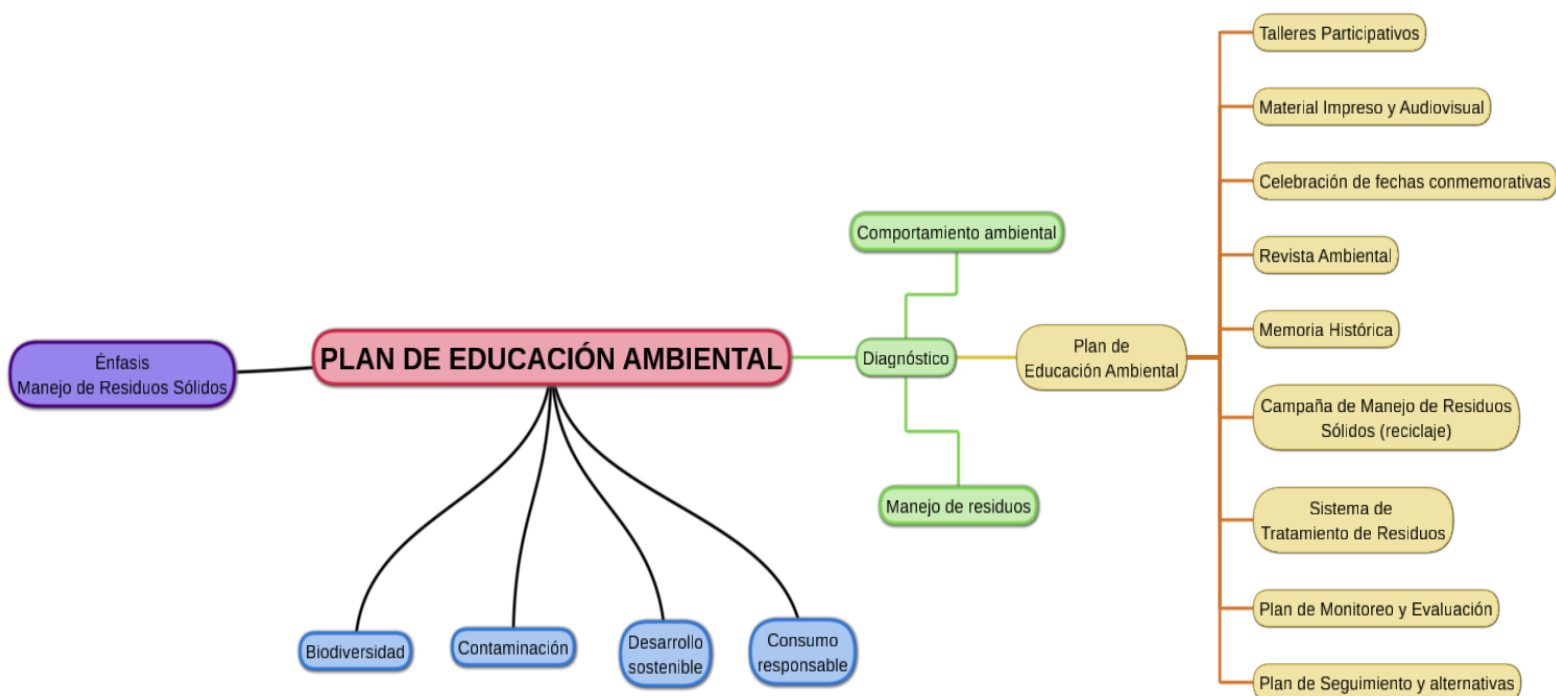 Talleres Participativos
Material Impreso y Audiovisual
Celebración de fechas conmemorativas
Comportamiento ambiental
Revista Ambiental
Memoria Histórica
Énfasis
Manejo de Residuos Sólidos
PLAN DE EDUCACIÓN AMBIENTAL
Diagnóstico
Plan de
Educación Ambiental
Campaña de Manejo de Residuos
Sólidos (reciclaje)
Manejo de residuos
Sistema de
Tratamiento de Residuos
Plan de Monitoreo y Evaluación
Biodiversidad
Contaminación
Desarrollo
sostenible
Consumo
responsable
Plan de Seguimiento y alternativas